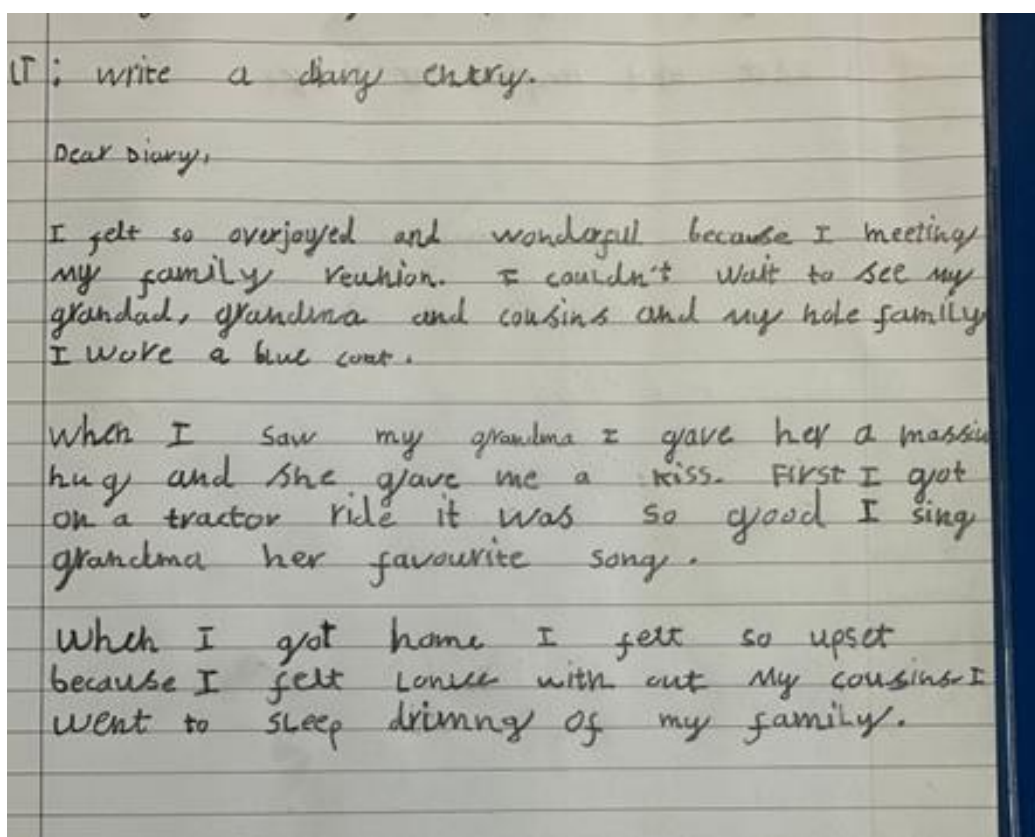 LT: write a diary entry.
Dear Diary,
I felt so overjoyed and wondarful because I meeting
my family reunion. I couldn't wait to see my
grandad, grandma and cousins and my hole family
I wore a blue coat.
When I saw my grandma I gave her a massiv
hug and she gave me a kiss. First I got
on a tractor ride it was so good I sing
grandma her favourite song.
When I got home I felt so upset
because I felt with out my cousins. I
went to sleep drimng of my family.